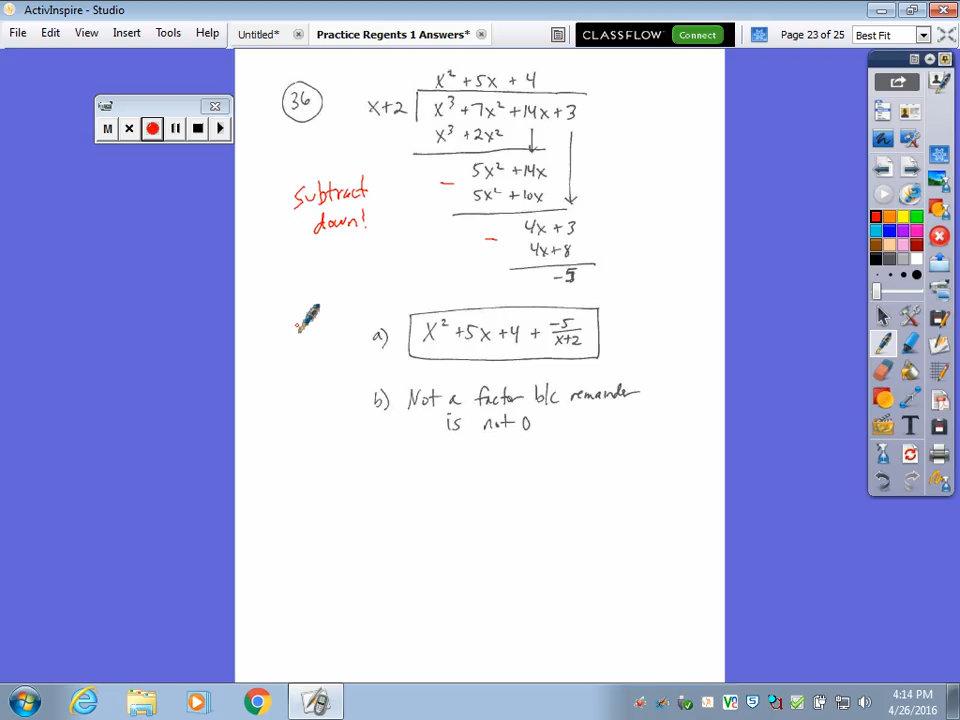 ActivInspire - Studio
File Edit View Insert Tools Help
Untitled* Practice Regents 1 Answers*
CLASSFLOW Connect
Page 23 of 25 Best Fit
M
36
x² + 5x + 4
x+2 x³ + 7x² + 14x + 3
x³ + 2x²
5x² + 14x
- 5x² + 10x
4x + 3
- 4x + 8
-5
subtract
down!
a) x² + 5x + 4 + -5/x+2
b) Not a factor b/c remainder
is not 0
4:14 PM
4/26/2016